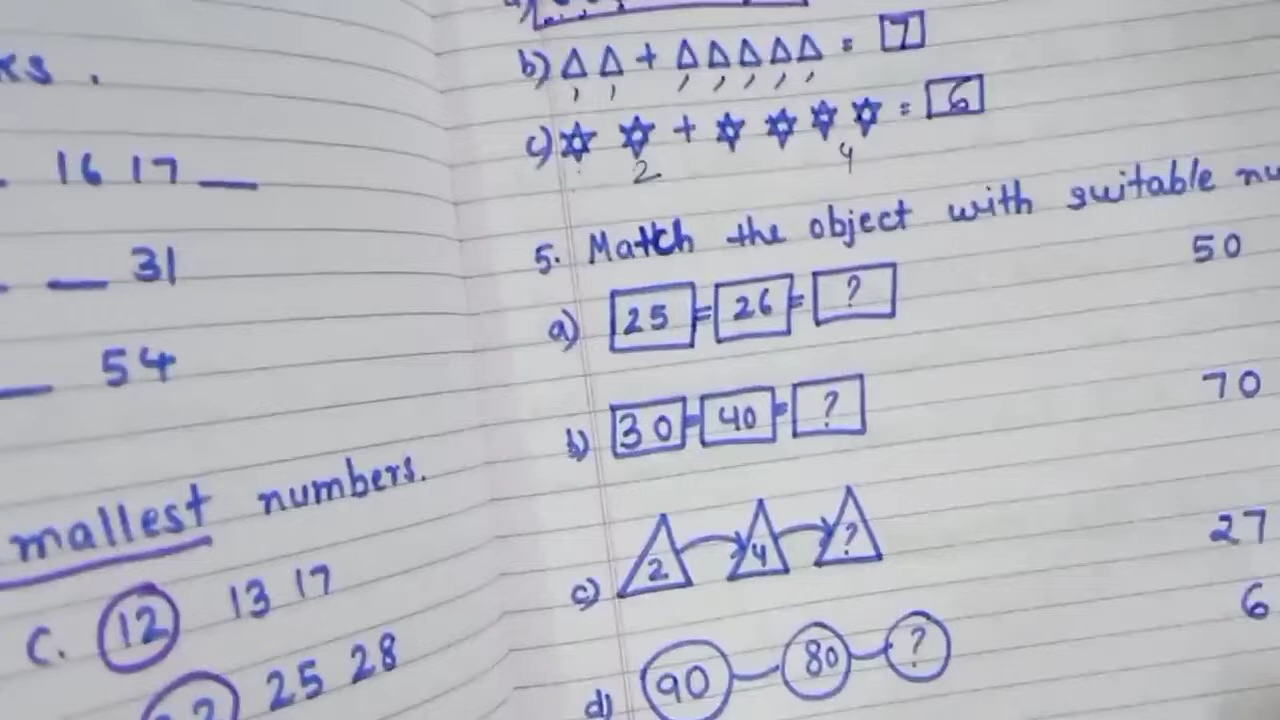 ks.
16 17 __
__ 31
__ 54
mallest numbers.
C. 12 13 17
25 28
b) △ △ + △ △ △ △ △ = 7
c) ✡ ✡ + ✡ ✡ ✡ ✡ = 6
2 4
5. Match the object with suitable nu
a) 25 = 26 = ? 50
b) 30 = 40 = ? 70
c) 2 4 ? 27
d) 90 80 ? 6